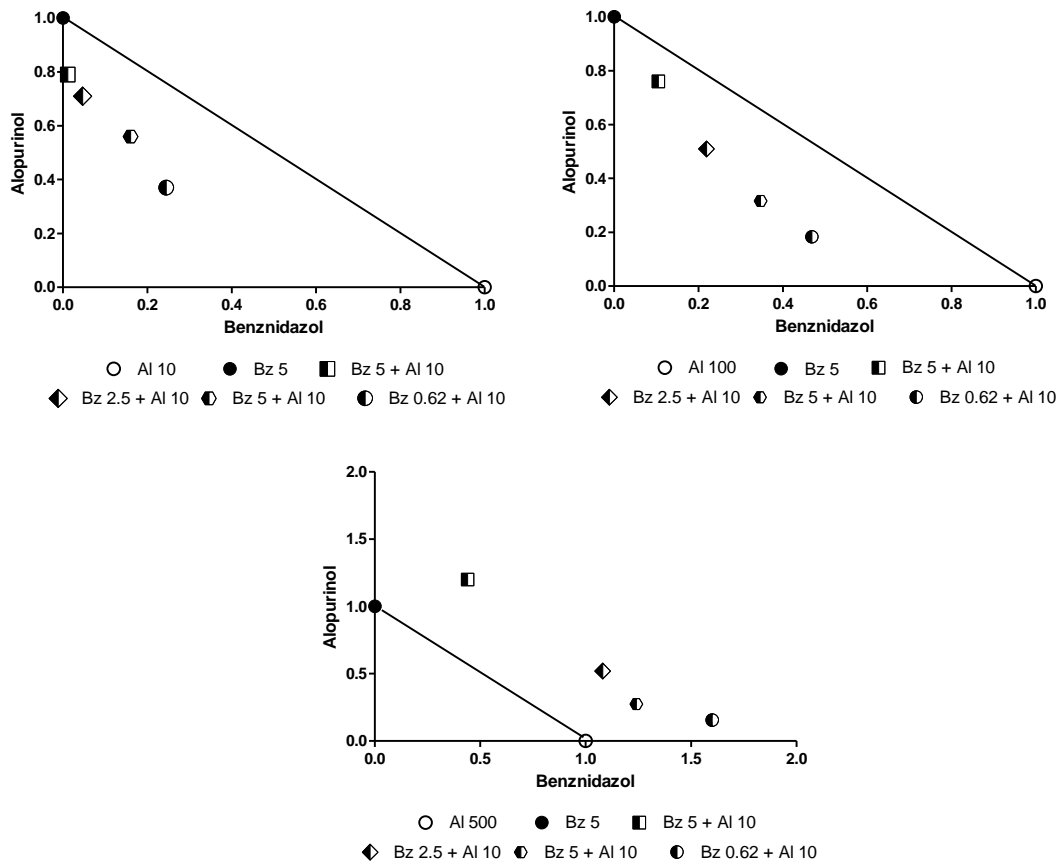 1.0
0.8
0.6
0.4
0.2
0.0
Alopurinol
0.0 0.2 0.4 0.6 0.8 1.0
Benznidazol
Al 10 Bz 5 Bz 5 + Al 10
Bz 2.5 + Al 10 Bz 5 + Al 10 Bz 0.62 + Al 10
1.0
0.8
0.6
0.4
0.2
0.0
Alopurinol
0.0 0.2 0.4 0.6 0.8 1.0
Benznidazol
Al 100 Bz 5 Bz 5 + Al 10
Bz 2.5 + Al 10 Bz 5 + Al 10 Bz 0.62 + Al 10
2.0
1.5
1.0
0.5
0.0
Alopurinol
0.0 0.5 1.0 1.5 2.0
Benznidazol
Al 500 Bz 5 Bz 5 + Al 10
Bz 2.5 + Al 10 Bz 5 + Al 10 Bz 0.62 + Al 10